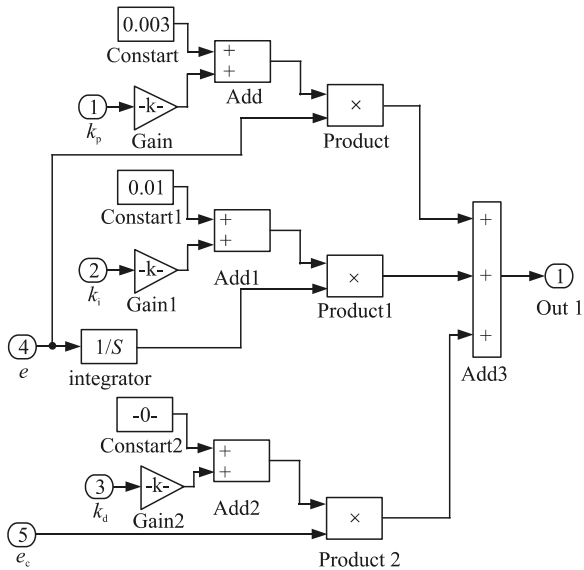 0.003
Constart
+
+
Add
1
-k-
k_p
Gain
×
Product
0.01
Constart1
+
+
Add1
2
-k-
k_i
Gain1
×
Product1
+
+
+
Add3
1
Out 1
4
e
1/S
integrator
-0-
Constart2
+
+
Add2
3
-k-
k_d
Gain2
5
e_c
×
Product 2